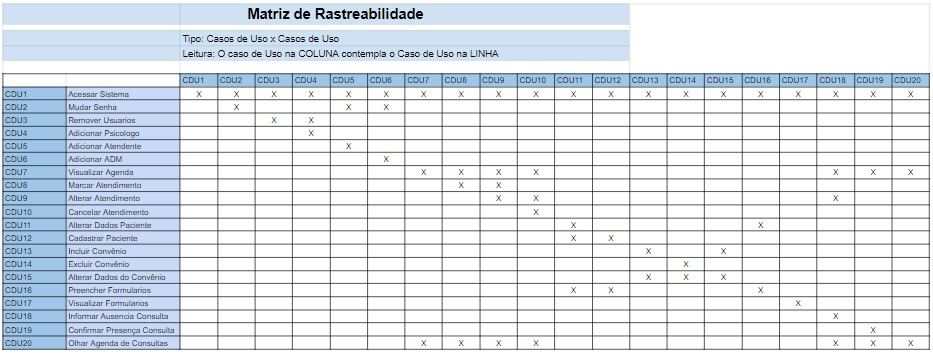 Matriz de Rastreabilidade
Tipo: Casos de Uso x Casos de Uso
Leitura: O caso de Uso na COLUNA contempla o Caso de Uso na LINHA
CDU1 CDU2 CDU3 CDU4 CDU5 CDU6 CDU7 CDU8 CDU9 CDU10 CDU11 CDU12 CDU13 CDU14 CDU15 CDU16 CDU17 CDU18 CDU19 CDU20
CDU1 Acessar Sistema X X X X X X X X X X X X X X X X X X X X
CDU2 Mudar Senha X X X
CDU3 Remover Usuarios X X
CDU4 Adicionar Psicologo X
CDU5 Adicionar Atendente X
CDU6 Adicionar ADM X
CDU7 Visualizar Agenda X X X X X X X
CDU8 Marcar Atendimento X X
CDU9 Alterar Atendimento X X X
CDU10 Cancelar Atendimento X
CDU11 Alterar Dados Paciente X X
CDU12 Cadastrar Paciente X X
CDU13 Incluir Convênio X X
CDU14 Excluir Convênio X
CDU15 Alterar Dados do Convênio X X X
CDU16 Preencher Formularios X X X
CDU17 Visualizar Formularios X
CDU18 Informar Ausencia Consulta X
CDU19 Confirmar Presença Consulta X
CDU20 Olhar Agenda de Consultas X X X X X X X